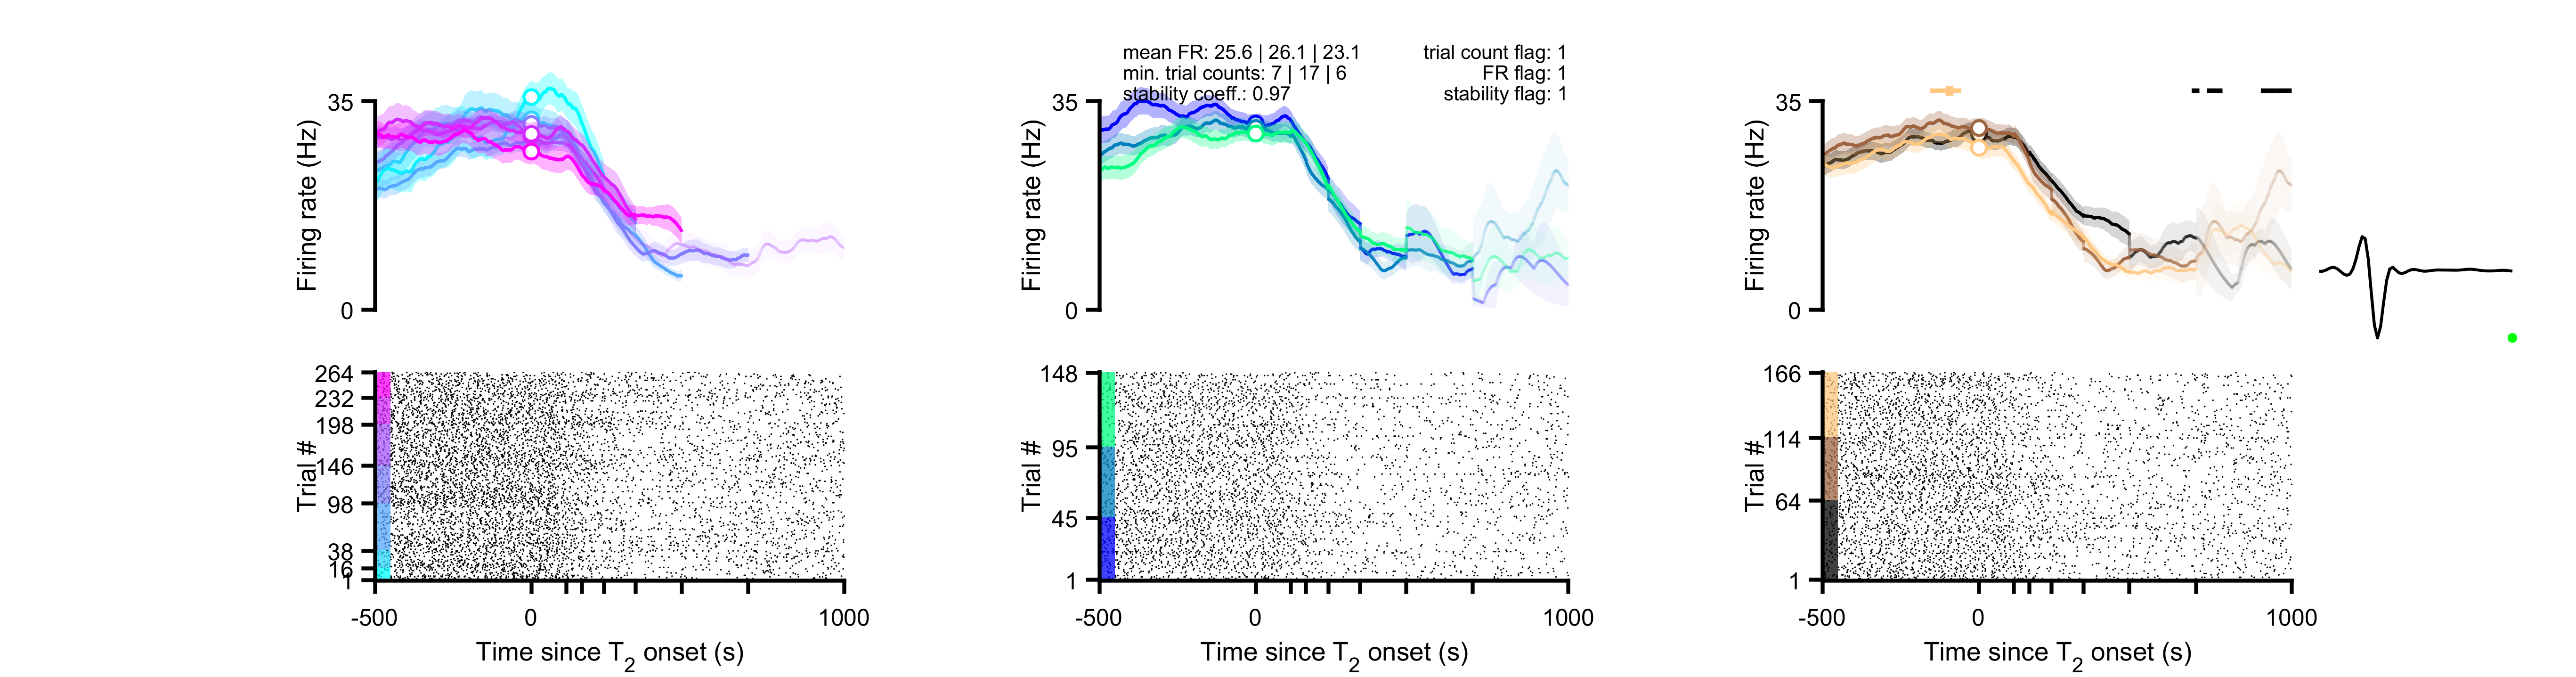 mean FR: 25.6 | 26.1 | 23.1
trial count flag: 1
min. trial counts: 7 | 17 | 6
FR flag: 1
stability coeff.: 0.97
stability flag: 1
35
Firing rate (Hz)
0
35
Firing rate (Hz)
0
35
Firing rate (Hz)
0
264
232
198
146
98
38
16
1
Trial #
-500
0
1000
Time since T2 onset (s)
148
95
45
1
Trial #
-500
0
1000
Time since T2 onset (s)
166
114
64
1
Trial #
-500
0
1000
Time since T2 onset (s)